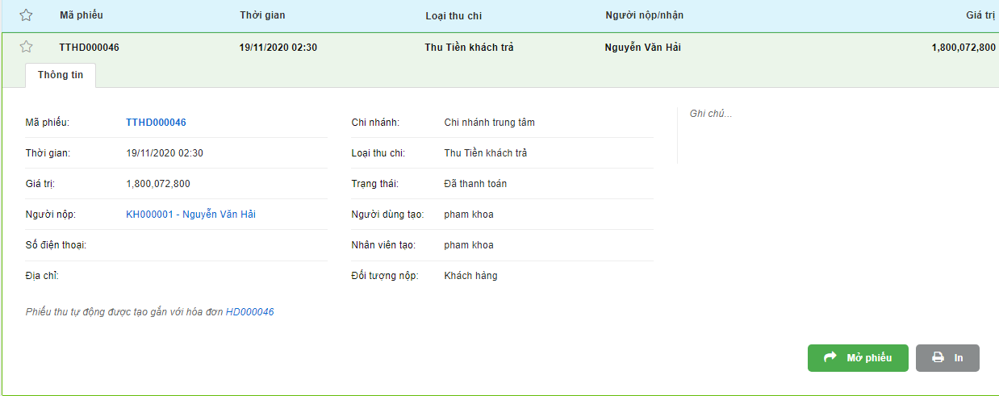 Mã phiếu Thời gian Loại thu chi Người nộp/nhận Giá trị
TTHD000046 19/11/2020 02:30 Thu Tiền khách trả Nguyễn Văn Hải 1,800,072,800
Thông tin
Mã phiếu: TTHD000046 Chi nhánh: Chi nhánh trung tâm Ghi chú...
Thời gian: 19/11/2020 02:30 Loại thu chi: Thu Tiền khách trả
Giá trị: 1,800,072,800 Trạng thái: Đã thanh toán
Người nộp: KH000001 - Nguyễn Văn Hải Người dùng tạo: pham khoa
Số điện thoại: Nhân viên tạo: pham khoa
Địa chỉ: Đối tượng nộp: Khách hàng
Phiếu thu tự động được tạo gắn với hóa đơn HD000046
Mở phiếu In